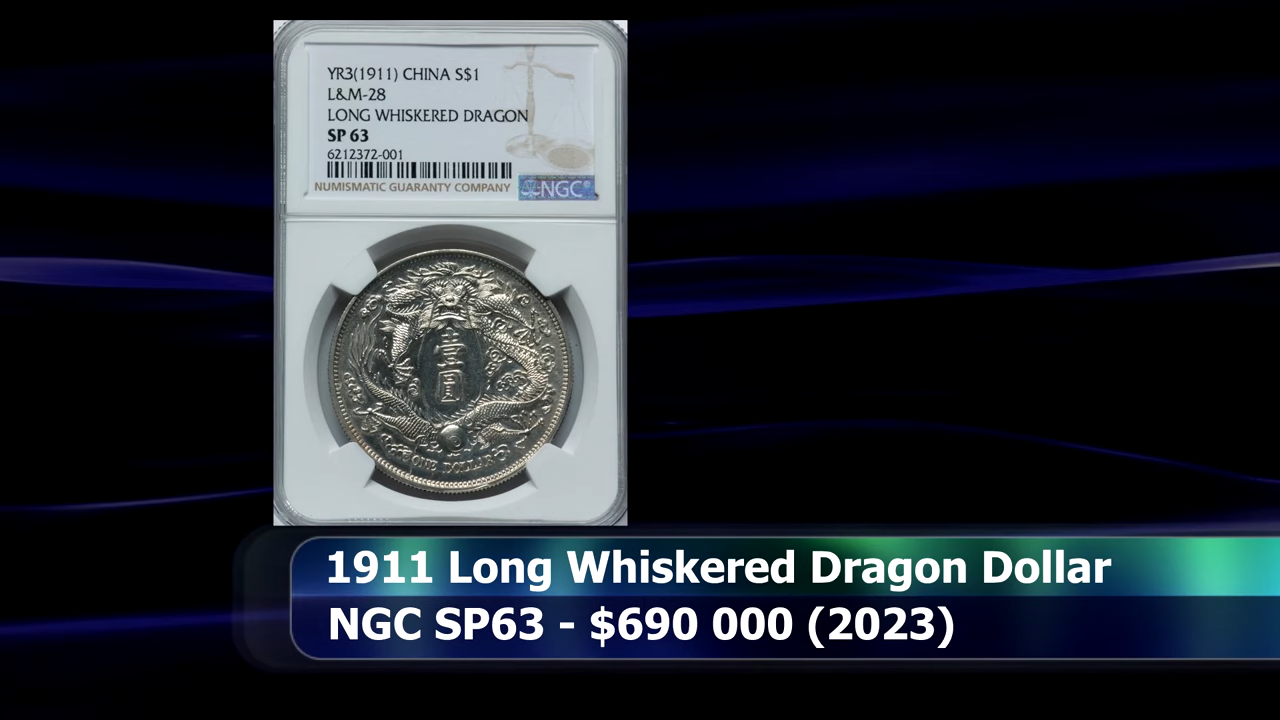 YR3(1911) CHINA S$1
L&M-28
LONG WHISKERED DRAGON
SP 63
6212372-001
NUMISMATIC GUARANTY COMPANY
NGC
壹
圓
ONE DOLLAR
1911 Long Whiskered Dragon Dollar
NGC SP63 - $690 000 (2023)